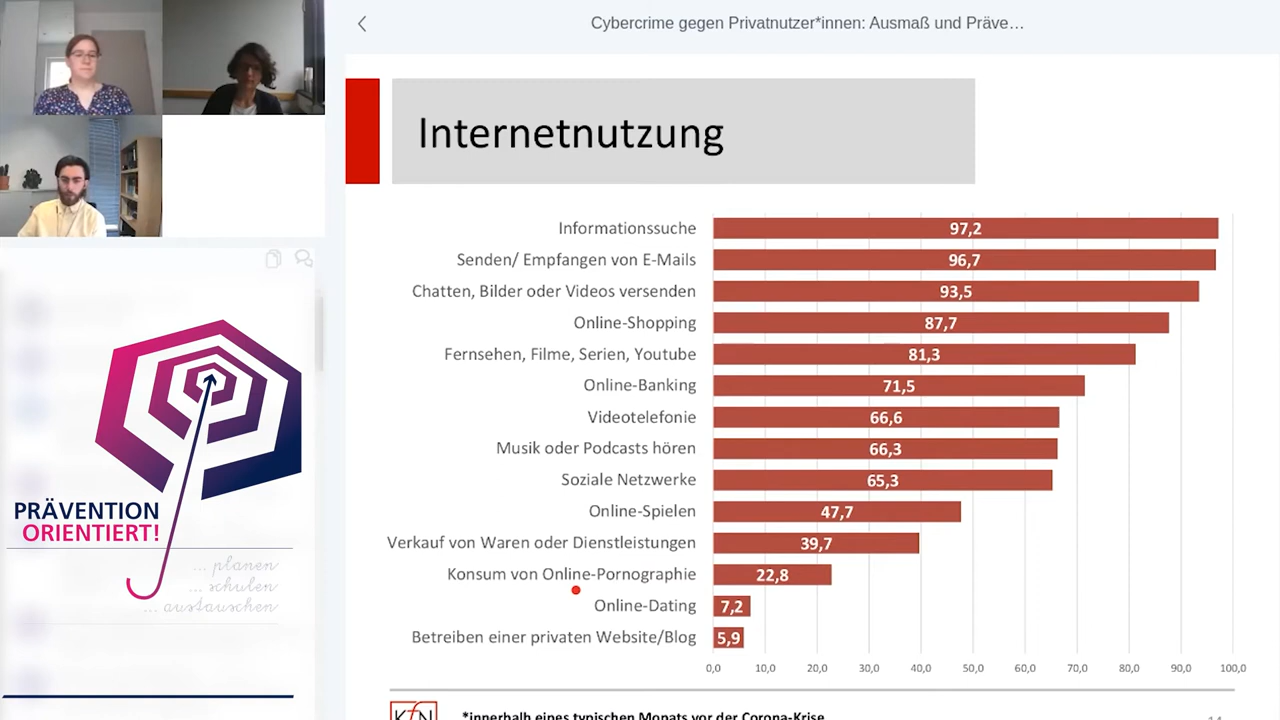 Cybercrime gegen Privatnutzer*innen: Ausmaß und Präve…
Internetnutzung
Informationssuche 97,2
Senden/ Empfangen von E-Mails 96,7
Chatten, Bilder oder Videos versenden 93,5
Online-Shopping 87,7
Fernsehen, Filme, Serien, Youtube 81,3
Online-Banking 71,5
Videotelefonie 66,6
Musik oder Podcasts hören 66,3
Soziale Netzwerke 65,3
Online-Spielen 47,7
Verkauf von Waren oder Dienstleistungen 39,7
Konsum von Online-Pornographie 22,8
Online-Dating 7,2
Betreiben einer privaten Website/Blog 5,9
0,0 10,0 20,0 30,0 40,0 50,0 60,0 70,0 80,0 90,0 100,0
KfN
*innerhalb eines typischen Monats vor der Corona-Krise
14
PRÄVENTION
ORIENTIERT!
... planen
... schulen
... austauschen